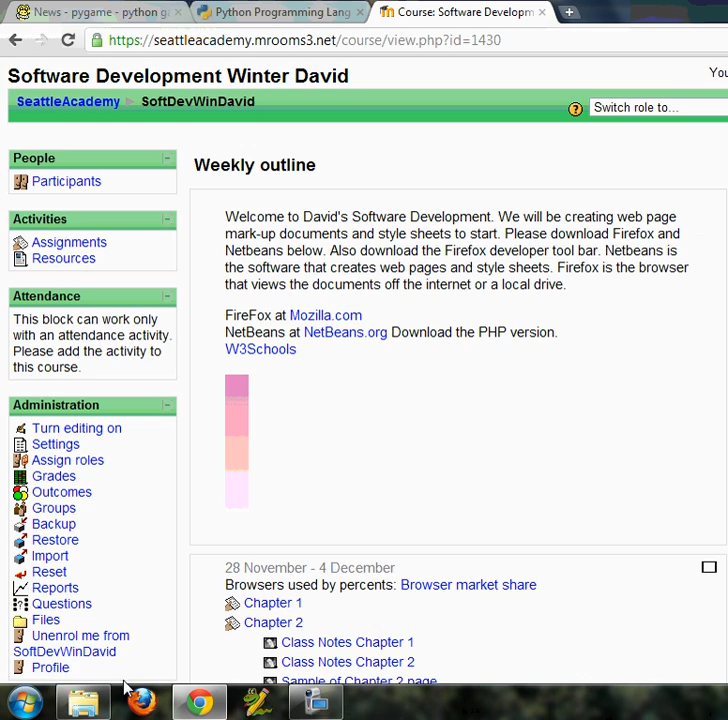 News - pygame - python g
Python Programming Lang
Course: Software Developm
https://seattleacademy.mrooms3.net/course/view.php?id=1430
Software Development Winter David
You
SeattleAcademy ► SoftDevWinDavid
Switch role to...
People
Participants
Activities
Assignments
Resources
Attendance
This block can work only
with an attendance activity.
Please add the activity to
this course.
Administration
Turn editing on
Settings
Assign roles
Grades
Outcomes
Groups
Backup
Restore
Import
Reset
Reports
Questions
Files
Unenrol me from
SoftDevWinDavid
Profile
Weekly outline
Welcome to David's Software Development. We will be creating web page
mark-up documents and style sheets to start. Please download Firefox and
Netbeans below. Also download the Firefox developer tool bar. Netbeans is
the software that creates web pages and style sheets. Firefox is the browser
that views the documents off the internet or a local drive.
FireFox at Mozilla.com
NetBeans at NetBeans.org Download the PHP version.
W3Schools
28 November - 4 December
Browsers used by percents: Browser market share
Chapter 1
Chapter 2
Class Notes Chapter 1
Class Notes Chapter 2
Sample of Chapter 2 page